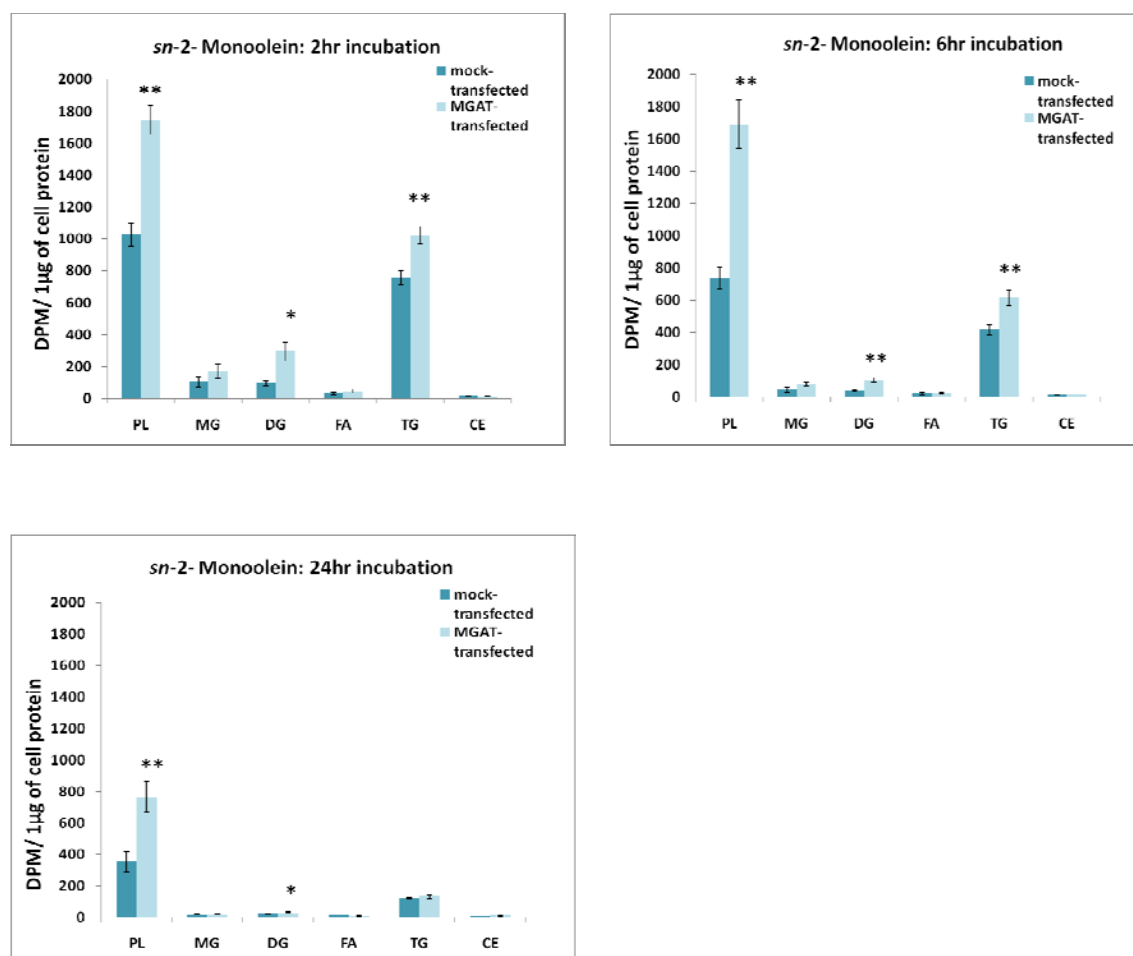 sn-2- Monoolein: 2hr incubation
mock-
transfected
MGAT-
transfected
DPM/ 1µg of cell protein
2000
1800
1600
1400
1200
1000
800
600
400
200
0
**
*
**
PL MG DG FA TG CE
sn-2- Monoolein: 6hr incubation
mock-
transfected
MGAT-
transfected
DPM/ 1µg of cell protein
2000
1800
1600
1400
1200
1000
800
600
400
200
0
**
**
**
PL MG DG FA TG CE
sn-2- Monoolein: 24hr incubation
mock-
transfected
MGAT-
transfected
DPM/ 1µg of cell protein
2000
1800
1600
1400
1200
1000
800
600
400
200
0
**
*
PL MG DG FA TG CE